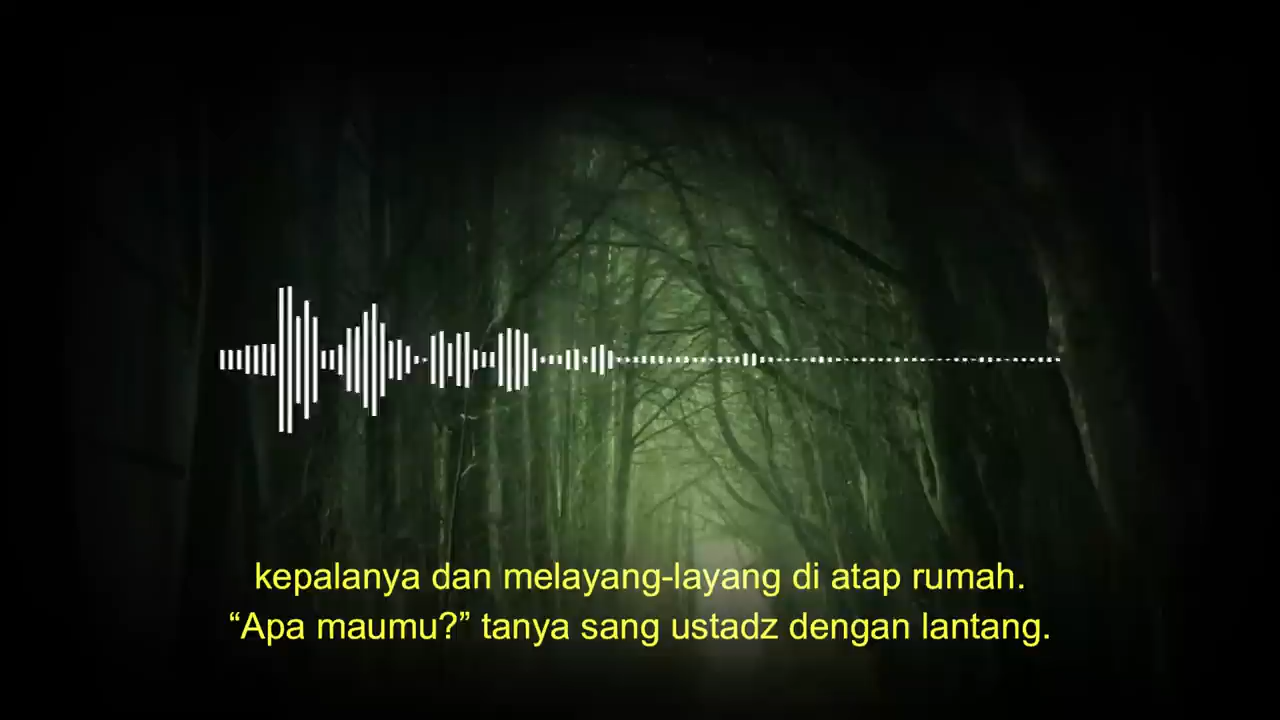 kepalanya dan melayang-layang di atap rumah.
“Apa maumu?” tanya sang ustadz dengan lantang.